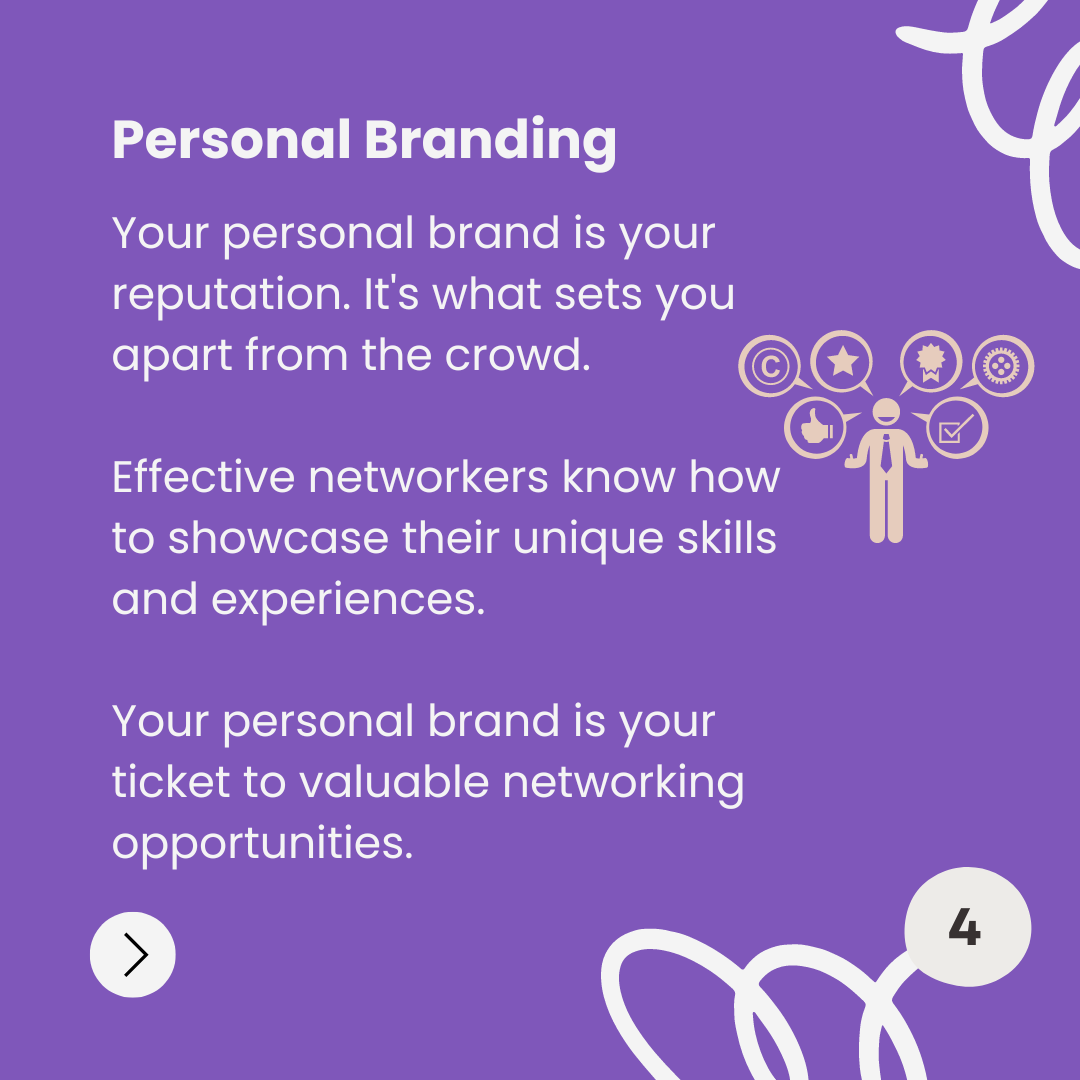 Personal Branding
Your personal brand is your
reputation. It's what sets you
apart from the crowd.
C
Effective networkers know how
to showcase their unique skills
and experiences.
Your personal brand is your
ticket to valuable networking
opportunities.
4